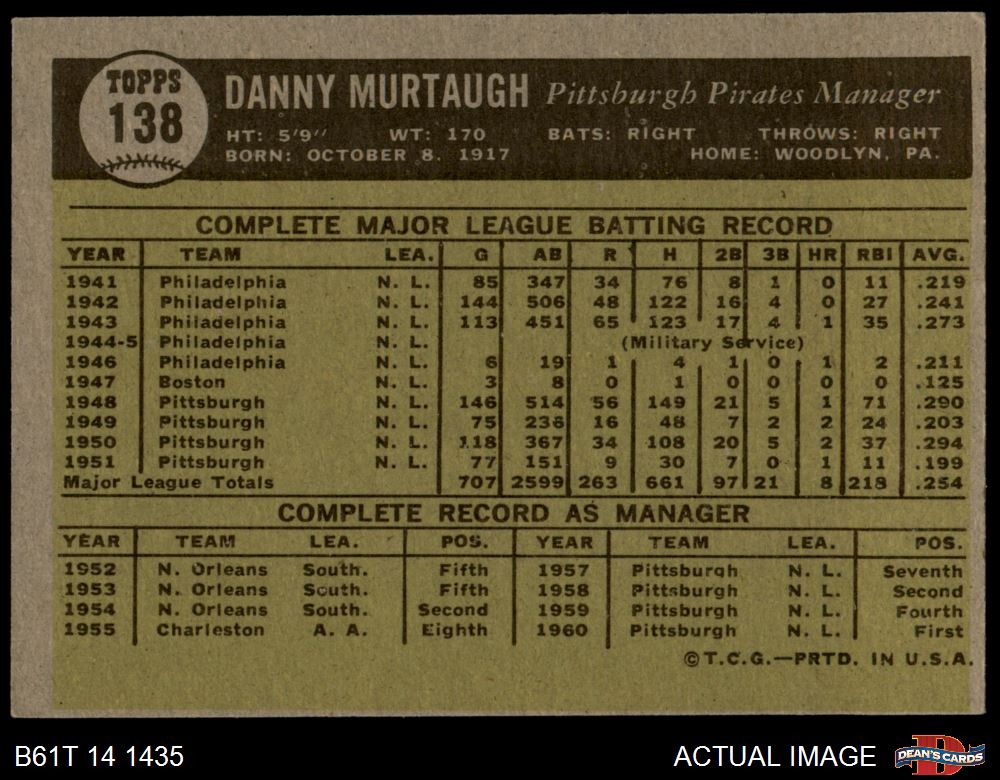 TOPPS
138
DANNY MURTAUGH Pittsburgh Pirates Manager
HT: 5'9" WT: 170 BATS: RIGHT THROWS: RIGHT
BORN: OCTOBER 8, 1917 HOME: WOODLYN, PA.
COMPLETE MAJOR LEAGUE BATTING RECORD
YEAR TEAM LEA. G AB R H 2B 3B HR RBI AVG.
1941 Philadelphia N. L. 85 347 34 76 8 1 0 11 .219
1942 Philadelphia N. L. 144 506 48 122 16 4 0 27 .241
1943 Philadelphia N. L. 113 451 65 123 17 4 1 35 .273
1944-5 Philadelphia N. L. (Military Service)
1946 Philadelphia N. L. 6 19 1 4 1 0 1 2 .211
1947 Boston N. L. 3 8 0 1 0 0 0 0 .125
1948 Pittsburgh N. L. 146 514 56 149 21 5 1 71 .290
1949 Pittsburgh N. L. 75 236 16 48 7 2 2 24 .203
1950 Pittsburgh N. L. 118 367 34 108 20 5 2 37 .294
1951 Pittsburgh N. L. 77 151 9 30 7 0 1 11 .199
Major League Totals 707 2599 263 661 97 21 8 218 .254
COMPLETE RECORD AS MANAGER
YEAR TEAM LEA. POS. YEAR TEAM LEA. POS.
1952 N. Orleans South. Fifth 1957 Pittsburgh N. L. Seventh
1953 N. Orleans South. Fifth 1958 Pittsburgh N. L. Second
1954 N. Orleans South. Second 1959 Pittsburgh N. L. Fourth
1955 Charleston A. A. Eighth 1960 Pittsburgh N. L. First
©T.C.G.—PRTD. IN U.S.A.
B61T 14 1435 ACTUAL IMAGE DEAN'S CARDS